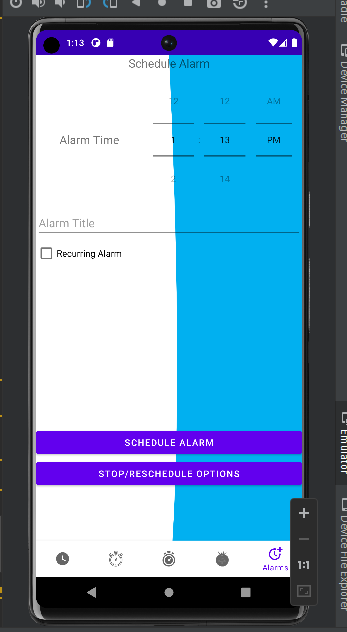 1:13
Schedule Alarm
12 12 AM
Alarm Time 1 : 13 PM
2 14
Alarm Title
Recurring Alarm
SCHEDULE ALARM
STOP/RESCHEDULE OPTIONS
Alarms
1:1
Device Manager
Emulator
Device File Explorer